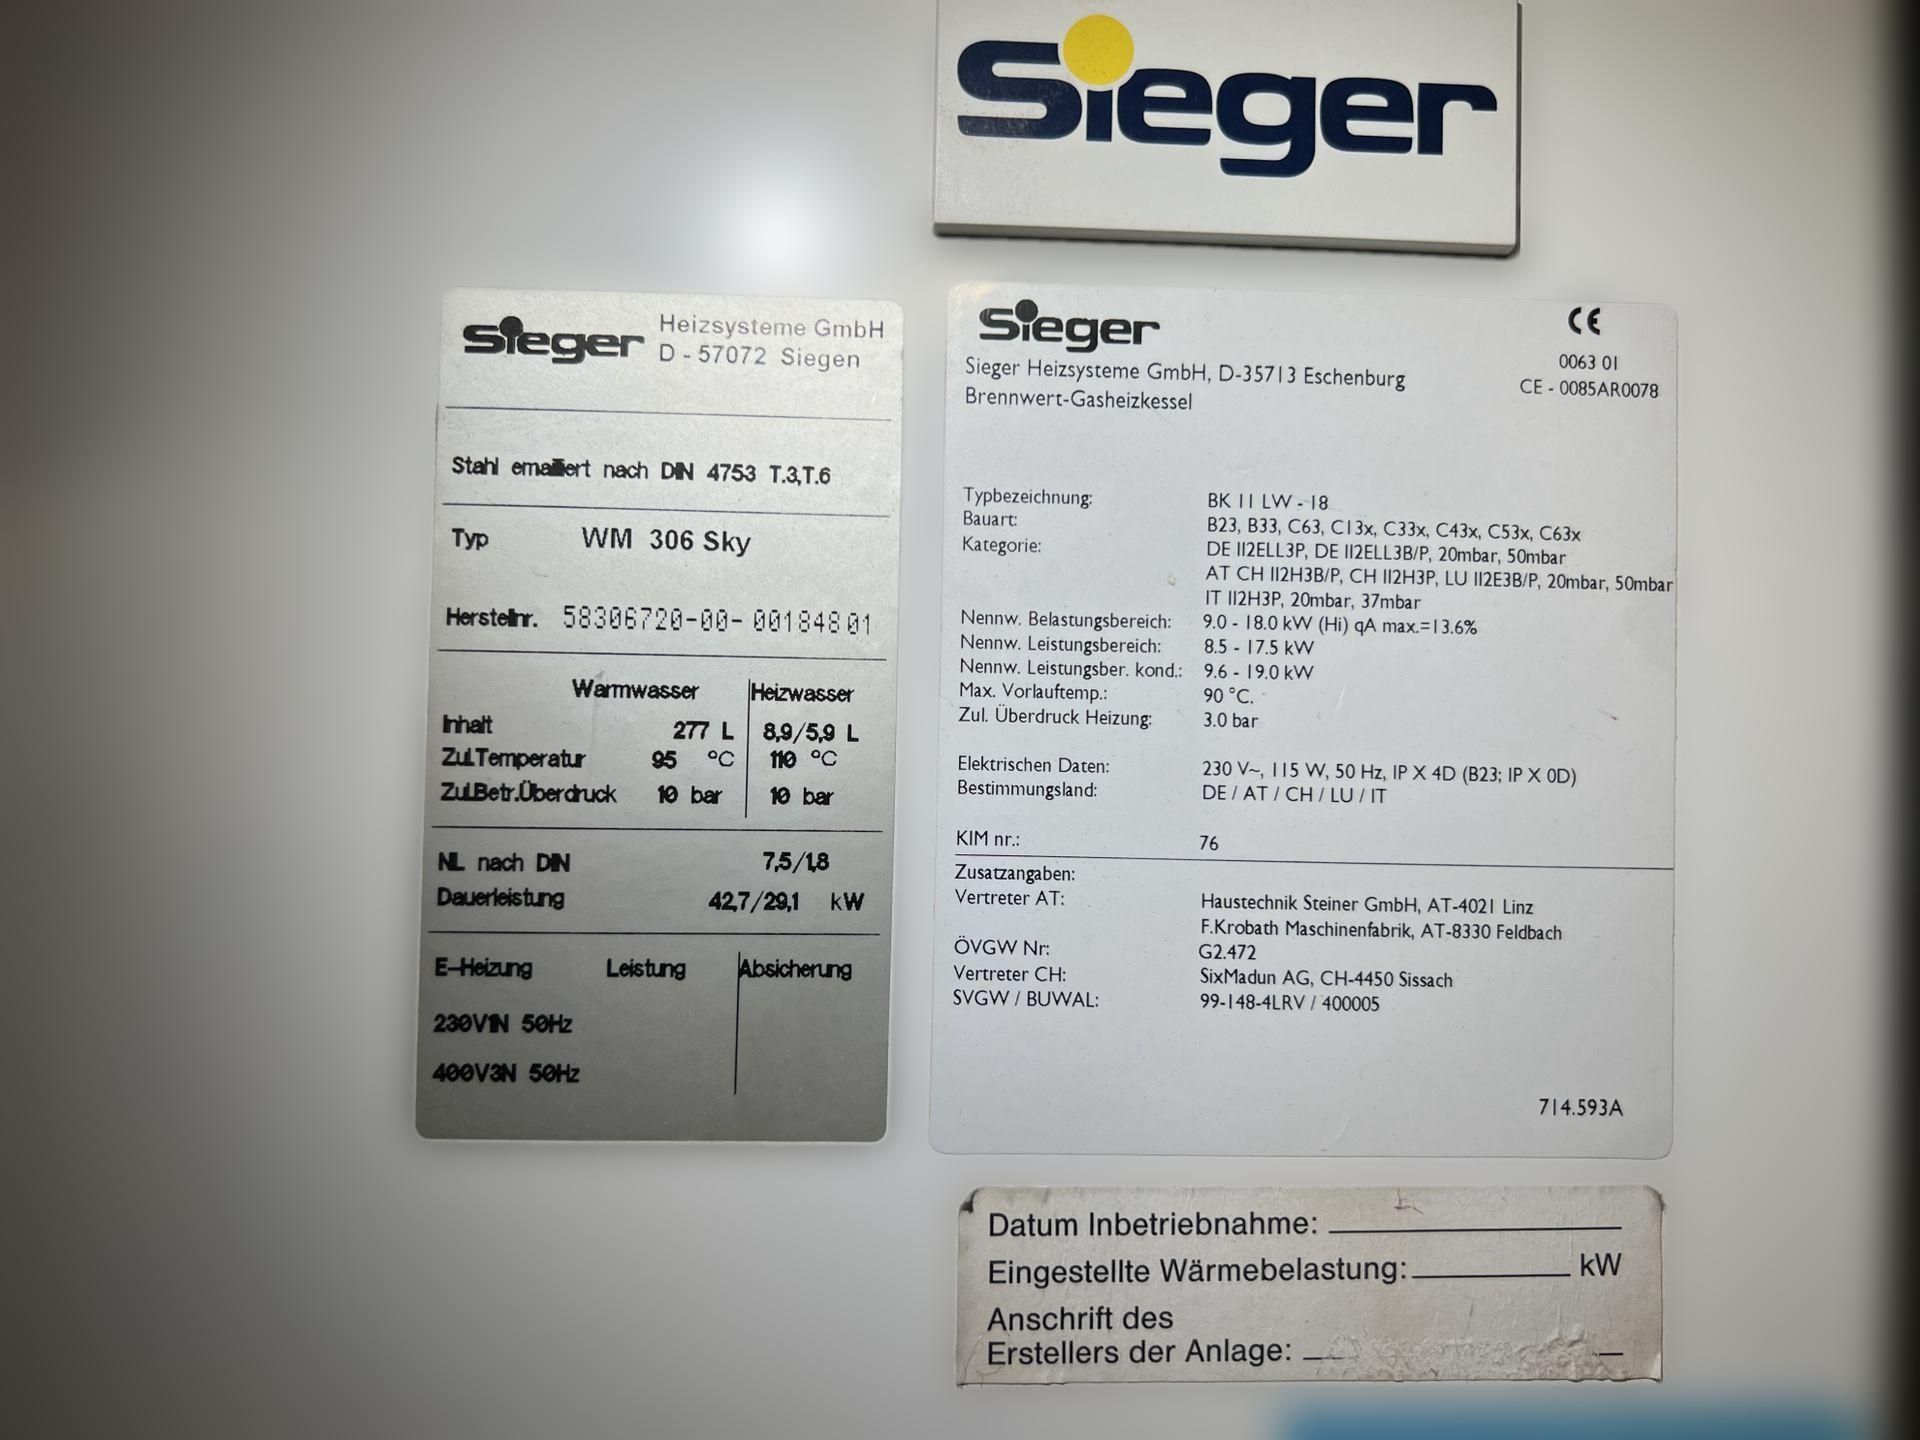 Sieger
Sieger Heizsysteme GmbH
D - 57072 Siegen
Stahl emailliert nach DIN 4753 T.3,T.6
Typ WM 306 Sky
Herstellnr. 58306720-00-00184801
Warmwasser Heizwasser
Inhalt 277 L 8,9/5,9 L
Zul.Temperatur 95 °C 110 °C
Zul.Betr.Überdruck 10 bar 10 bar
NL nach DIN 7,5/1,8
Dauerleistung 42,7/29,1 kW
E-Heizung Leistung Absicherung
230V1N 50Hz
400V3N 50Hz
Sieger
CE
Sieger Heizsysteme GmbH, D-35713 Eschenburg
0063 01
Brennwert-Gasheizkessel
CE - 0085AR0078
Typbezeichnung: BK 11 LW - 18
Bauart: B23, B33, C63, C13x, C33x, C43x, C53x, C63x
Kategorie: DE II2ELL3P, DE II2ELL3B/P, 20mbar, 50mbar
AT CH II2H3B/P, CH II2H3P, LU II2E3B/P, 20mbar, 50mbar
IT II2H3P, 20mbar, 37mbar
Nennw. Belastungsbereich: 9.0 - 18.0 kW (Hi) qA max.=13.6%
Nennw. Leistungsbereich: 8.5 - 17.5 kW
Nennw. Leistungsber. kond.: 9.6 - 19.0 kW
Max. Vorlauftemp.: 90 °C.
Zul. Überdruck Heizung: 3.0 bar
Elektrischen Daten: 230 V~, 115 W, 50 Hz, IP X 4D (B23; IP X 0D)
Bestimmungsland: DE / AT / CH / LU / IT
KIM nr.: 76
Zusatzangaben:
Vertreter AT: Haustechnik Steiner GmbH, AT-4021 Linz
F.Krobath Maschinenfabrik, AT-8330 Feldbach
ÖVGW Nr: G2.472
Vertreter CH: SixMadun AG, CH-4450 Sissach
SVGW / BUWAL: 99-148-4LRV / 400005
714.593A
Datum Inbetriebnahme:
Eingestellte Wärmebelastung: kW
Anschrift des
Erstellers der Anlage: